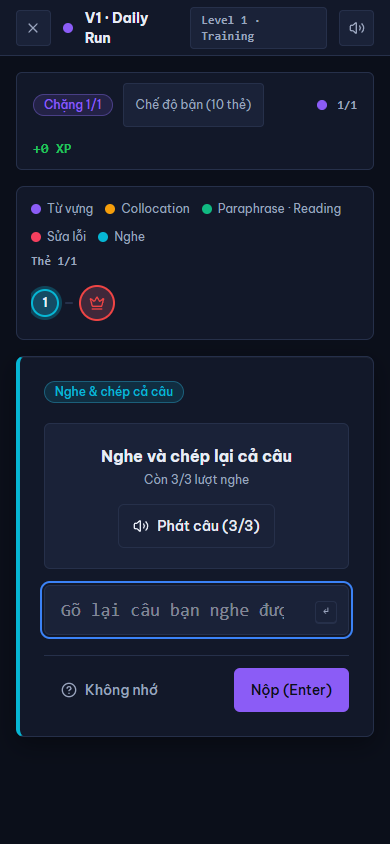 V1 · Daily
Run
Level 1 ·
Training
Chặng 1/1
Chế độ bận (10 thẻ)
1/1
+0 XP
Từ vựng
Collocation
Paraphrase · Reading
Sửa lỗi
Nghe
Thẻ 1/1
1
Nghe & chép cả câu
Nghe và chép lại cả câu
Còn 3/3 lượt nghe
Phát câu (3/3)
Gõ lại câu bạn nghe đượ
↵
Không nhớ
Nộp (Enter)